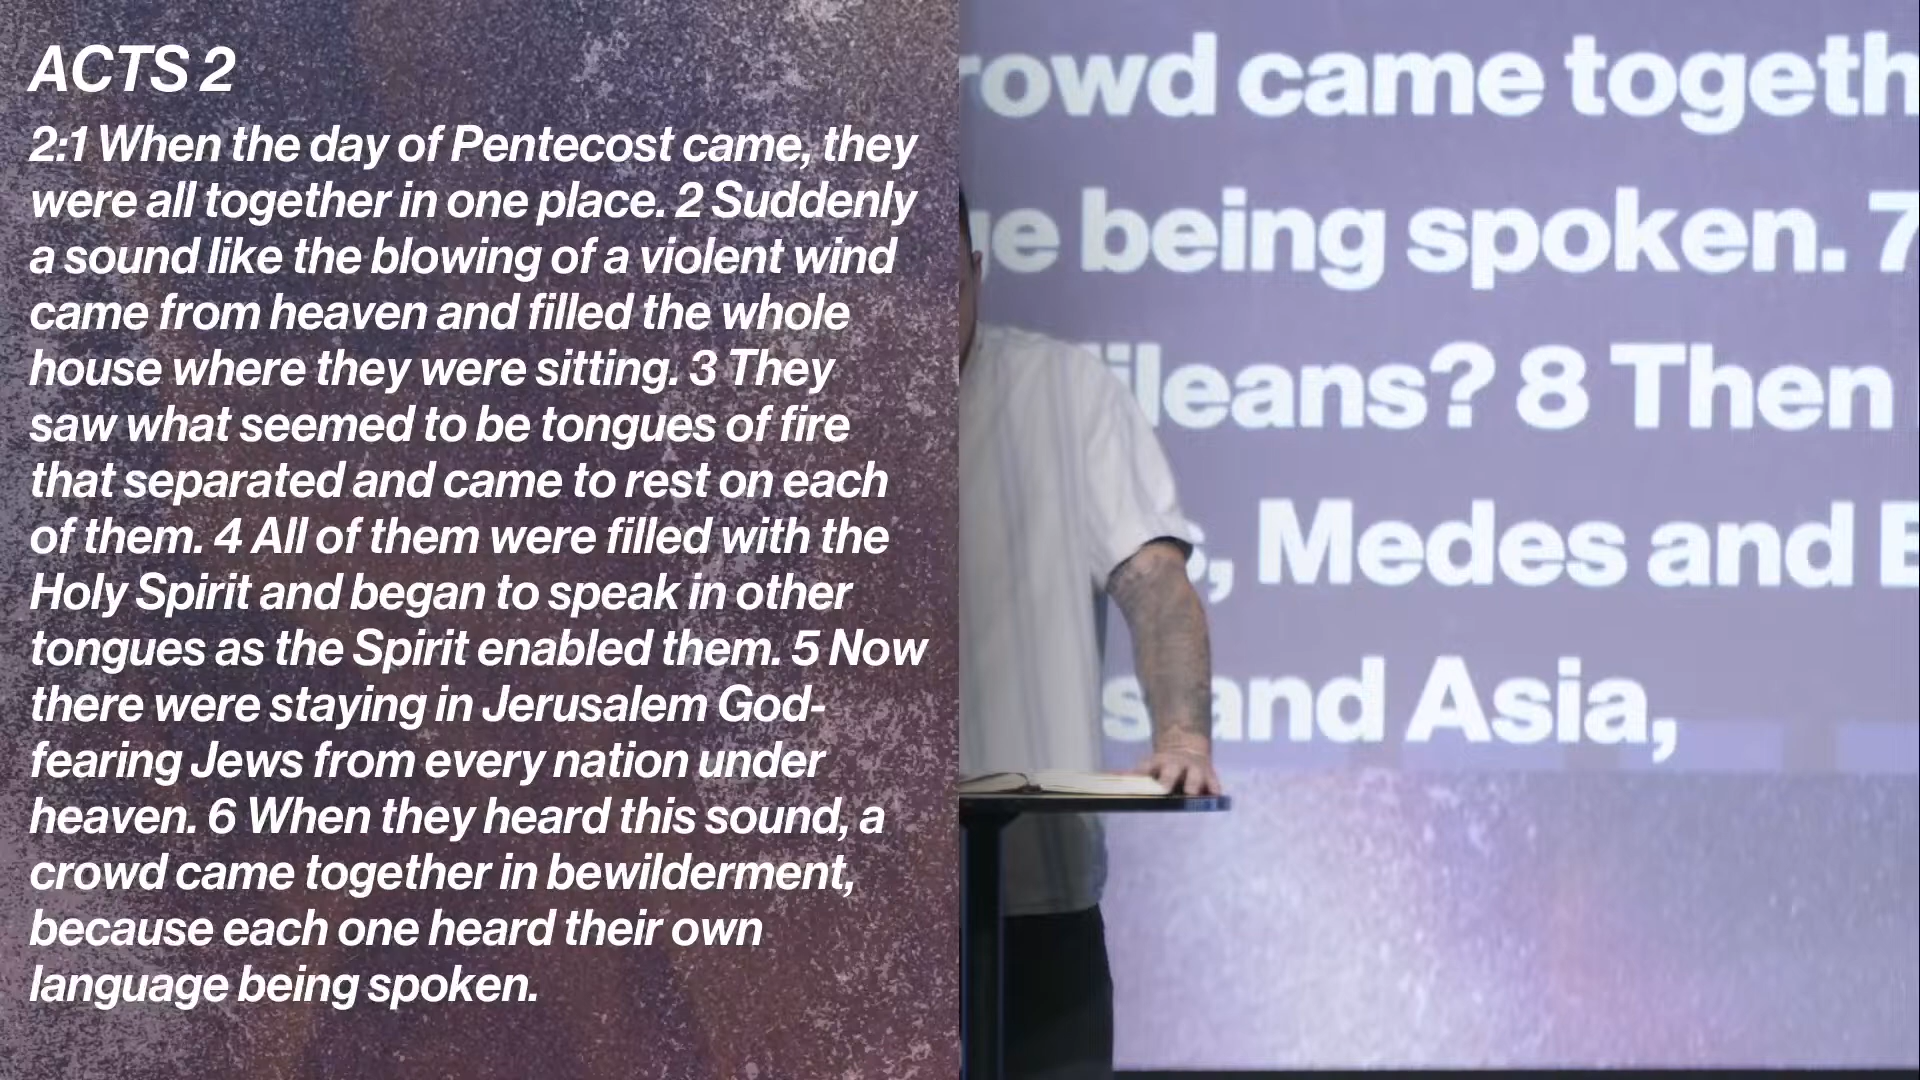 ACTS 2
2:1 When the day of Pentecost came, they
were all together in one place. 2 Suddenly
a sound like the blowing of a violent wind
came from heaven and filled the whole
house where they were sitting. 3 They
saw what seemed to be tongues of fire
that separated and came to rest on each
of them. 4 All of them were filled with the
Holy Spirit and began to speak in other
tongues as the Spirit enabled them. 5 Now
there were staying in Jerusalem God-
fearing Jews from every nation under
heaven. 6 When they heard this sound, a
crowd came together in bewilderment,
because each one heard their own
language being spoken.
came
being spoken. 7
8 Then
Medes and
and Asia,